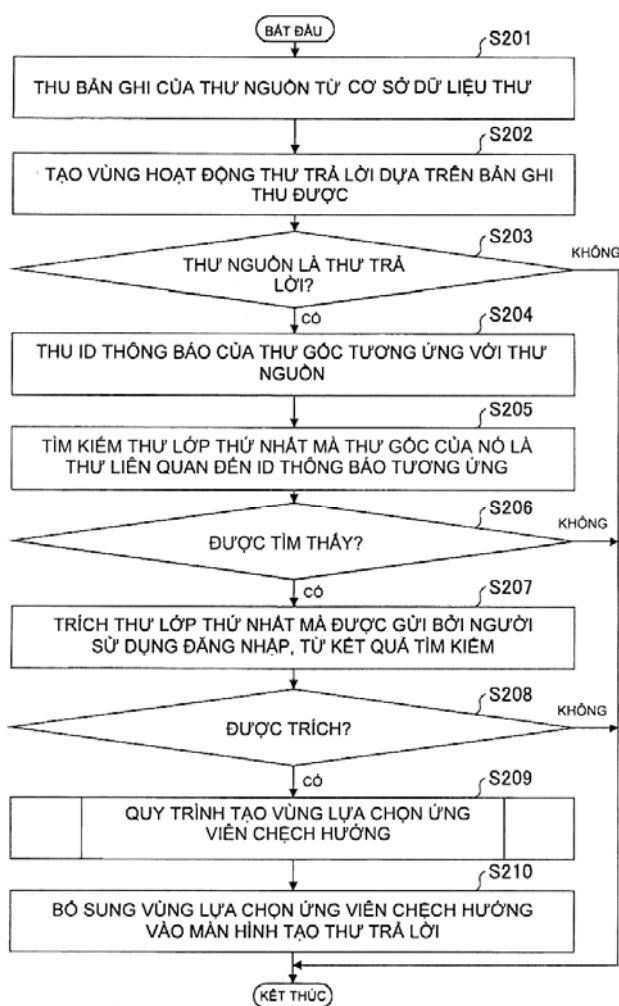 BẮT ĐẦU
S201
THU BẢN GHI CỦA THƯ NGUỒN TỪ CƠ SỞ DỮ LIỆU THƯ
S202
TẠO VÙNG HOẠT ĐỘNG THƯ TRẢ LỜI DỰA TRÊN BẢN GHI
THU ĐƯỢC
S203
KHÔNG
THƯ NGUỒN LÀ THƯ TRẢ
LỜI?
CÓ
S204
THU ID THÔNG BÁO CỦA THƯ GỐC TƯƠNG ỨNG VỚI THƯ
NGUỒN
S205
TÌM KIẾM THƯ LỚP THỨ NHẤT MÀ THƯ GỐC CỦA NÓ LÀ
THƯ LIÊN QUAN ĐẾN ID THÔNG BÁO TƯƠNG ỨNG
S206
KHÔNG
ĐƯỢC TÌM THẤY?
CÓ
S207
TRÍCH THƯ LỚP THỨ NHẤT MÀ ĐƯỢC GỬI BỞI NGƯỜI
SỬ DỤNG ĐĂNG NHẬP, TỪ KẾT QUẢ TÌM KIẾM
S208
KHÔNG
ĐƯỢC TRÍCH?
CÓ
S209
QUY TRÌNH TẠO VÙNG LỰA CHỌN ỨNG
VIÊN CHỆCH HƯỚNG
S210
BỔ SUNG VÙNG LỰA CHỌN ỨNG VIÊN CHỆCH HƯỚNG
VÀO MÀN HÌNH TẠO THƯ TRẢ LỜI
KẾT THÚC